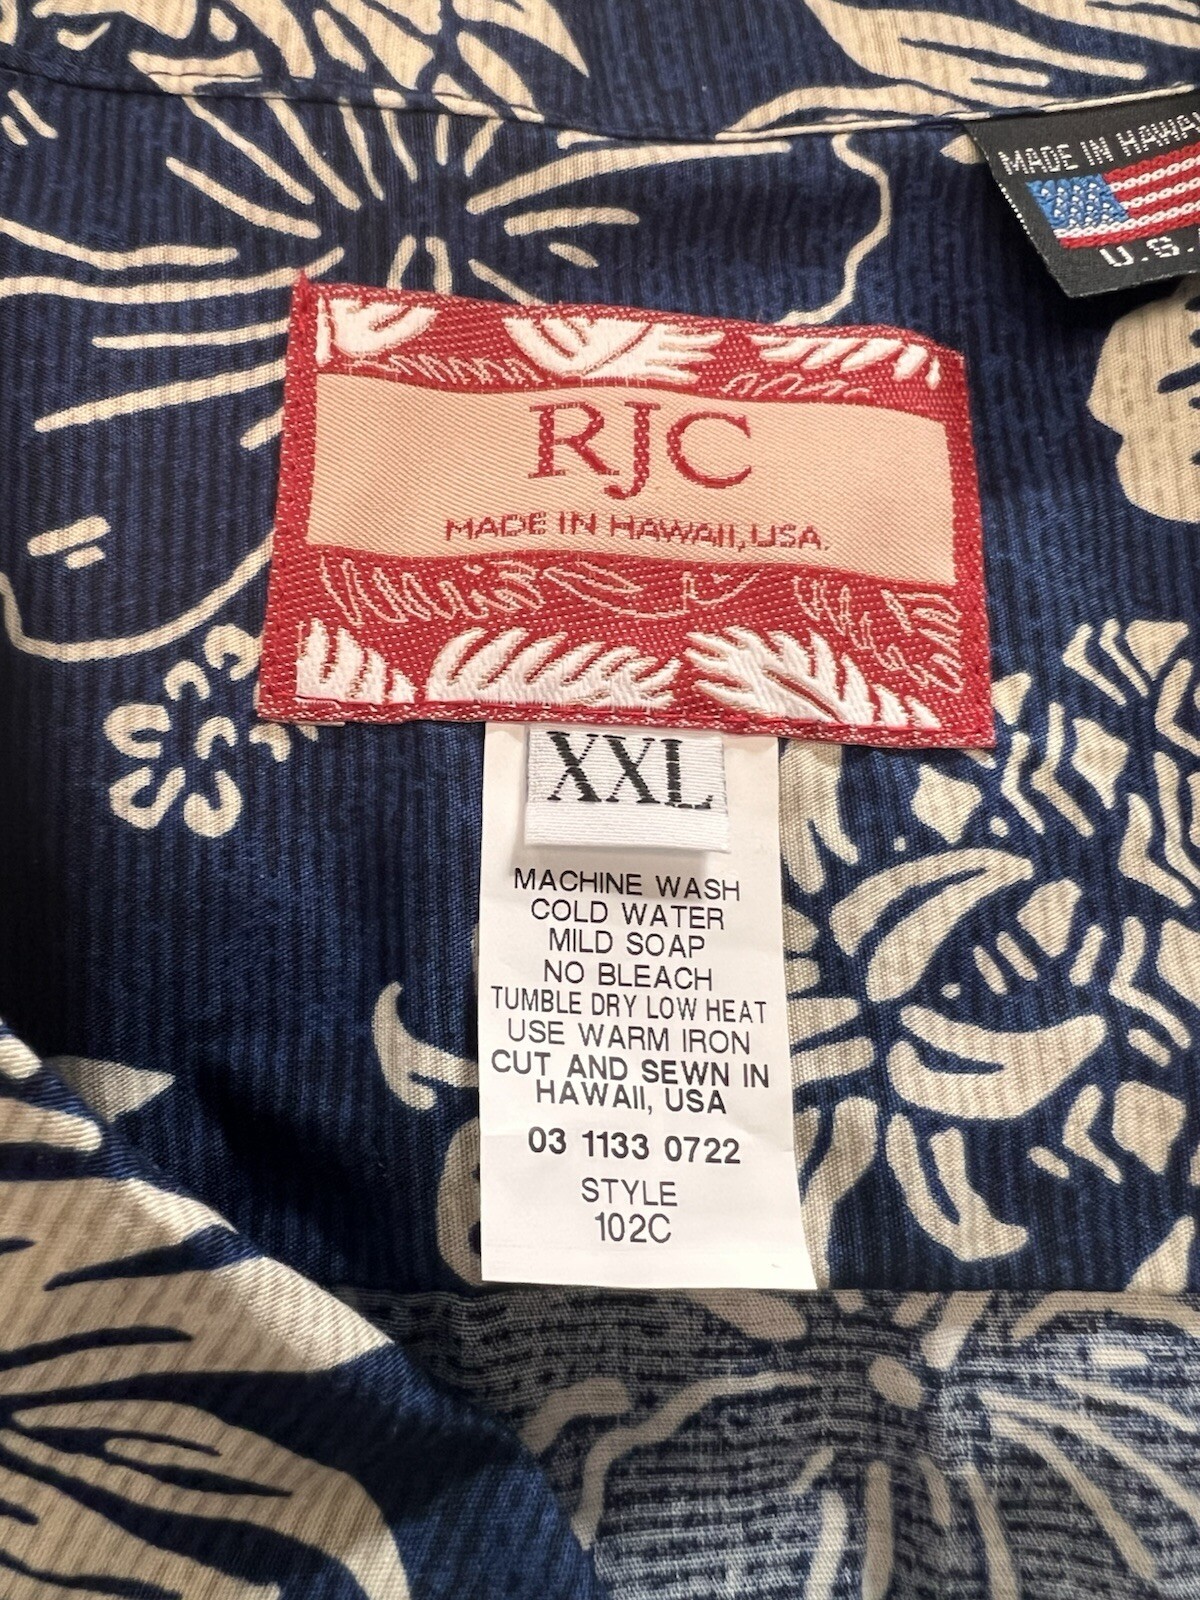 MADE IN HAWAII
U.S.A.
RJC
MADE IN HAWAII, USA.
XXL
MACHINE WASH
COLD WATER
MILD SOAP
NO BLEACH
TUMBLE DRY LOW HEAT
USE WARM IRON
CUT AND SEWN IN
HAWAII, USA
03 1133 0722
STYLE
102C